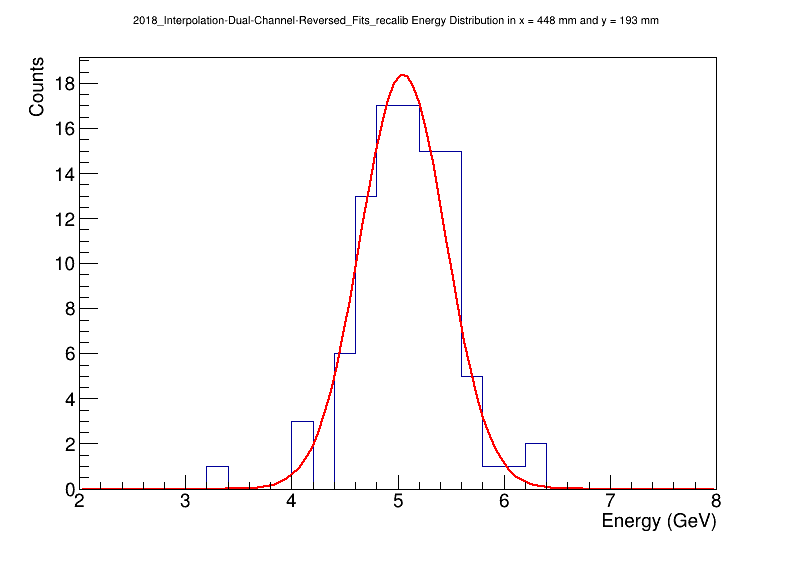 2018_Interpolation-Dual-Channel-Reversed_Fits_recalib Energy Distribution in x = 448 mm and y = 193 mm
Counts
18
16
14
12
10
8
6
4
2
0
2 3 4 5 6 7 8
Energy (GeV)